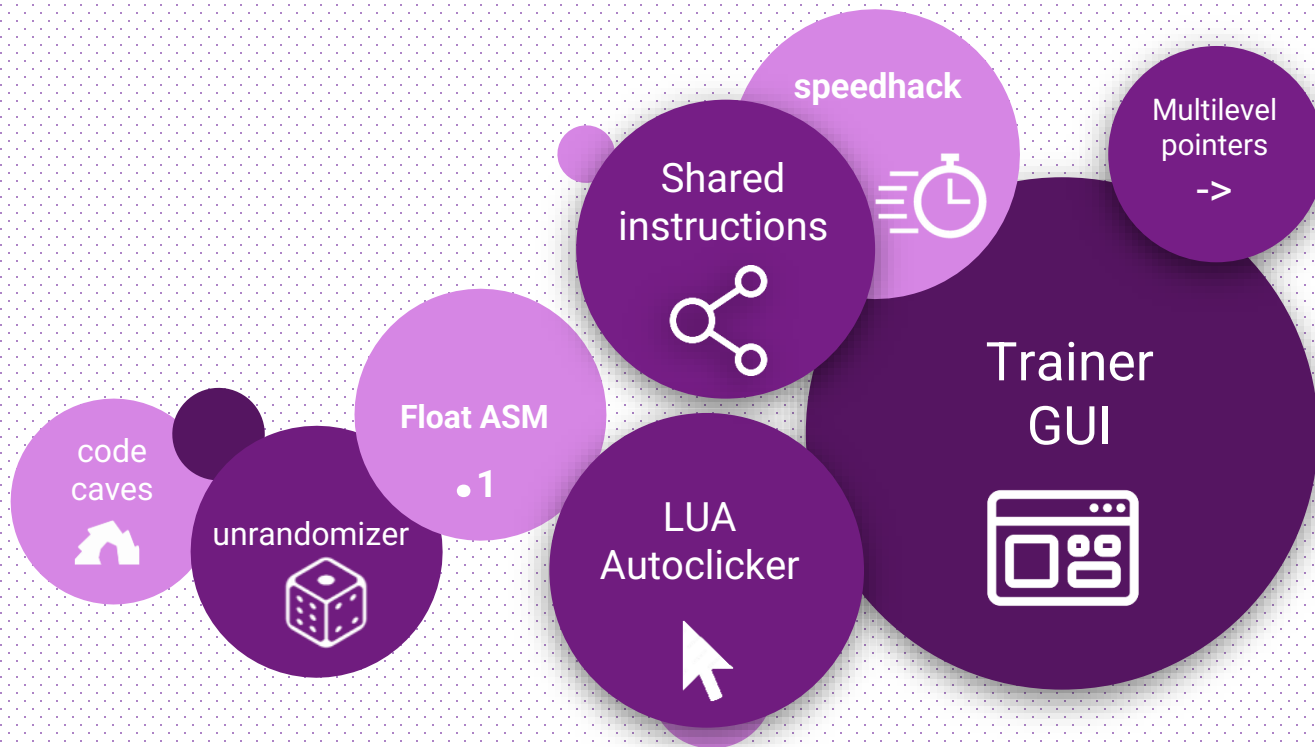 speedhack
Multilevel
pointers
->
Shared
instructions
Trainer
GUI
Float ASM
.1
code
caves
unrandomizer
LUA
Autoclicker